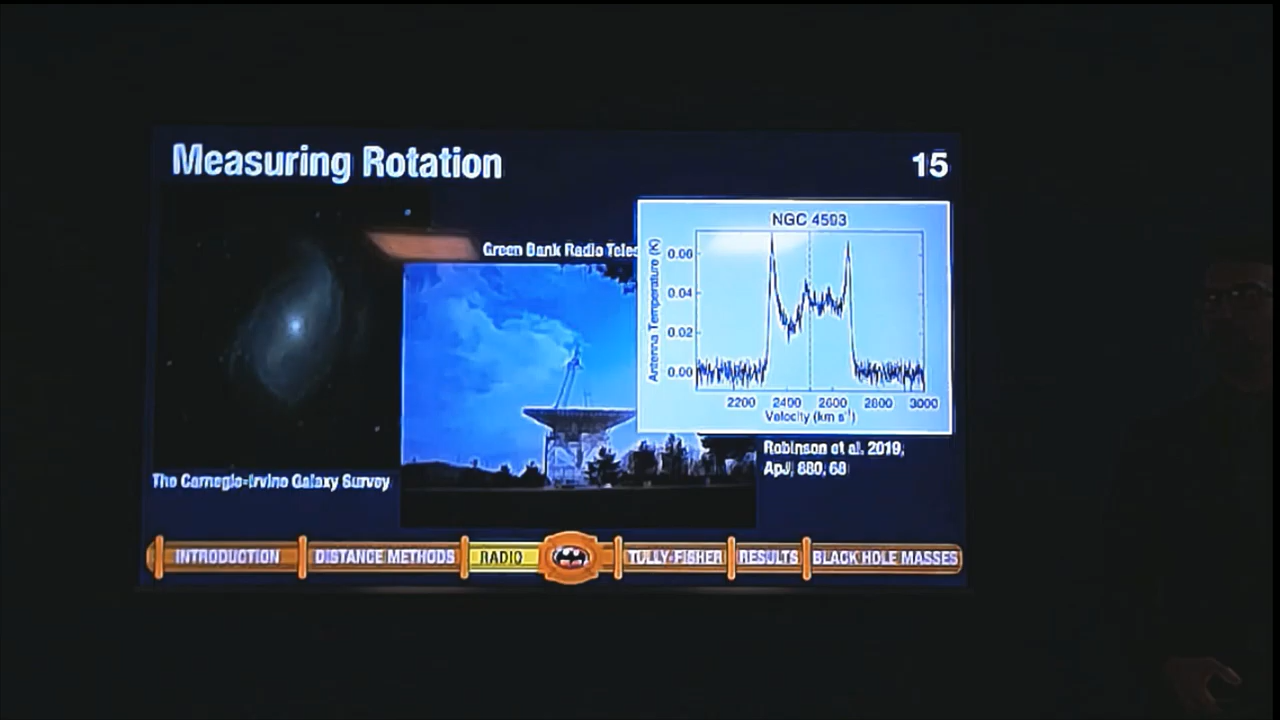 Measuring Rotation
15
Green Bank Radio Teles
NGC 4593
Antenna Temperature (K)
0.06
0.04
0.02
0.00
2200 2400 2600 2800 3000
Velocity (km s⁻¹)
Robinson et al. 2019,
ApJ, 880, 68
The Carnegie-Irvine Galaxy Survey
INTRODUCTION DISTANCE METHODS RADIO TULLY-FISHER RESULTS BLACK HOLE MASSES